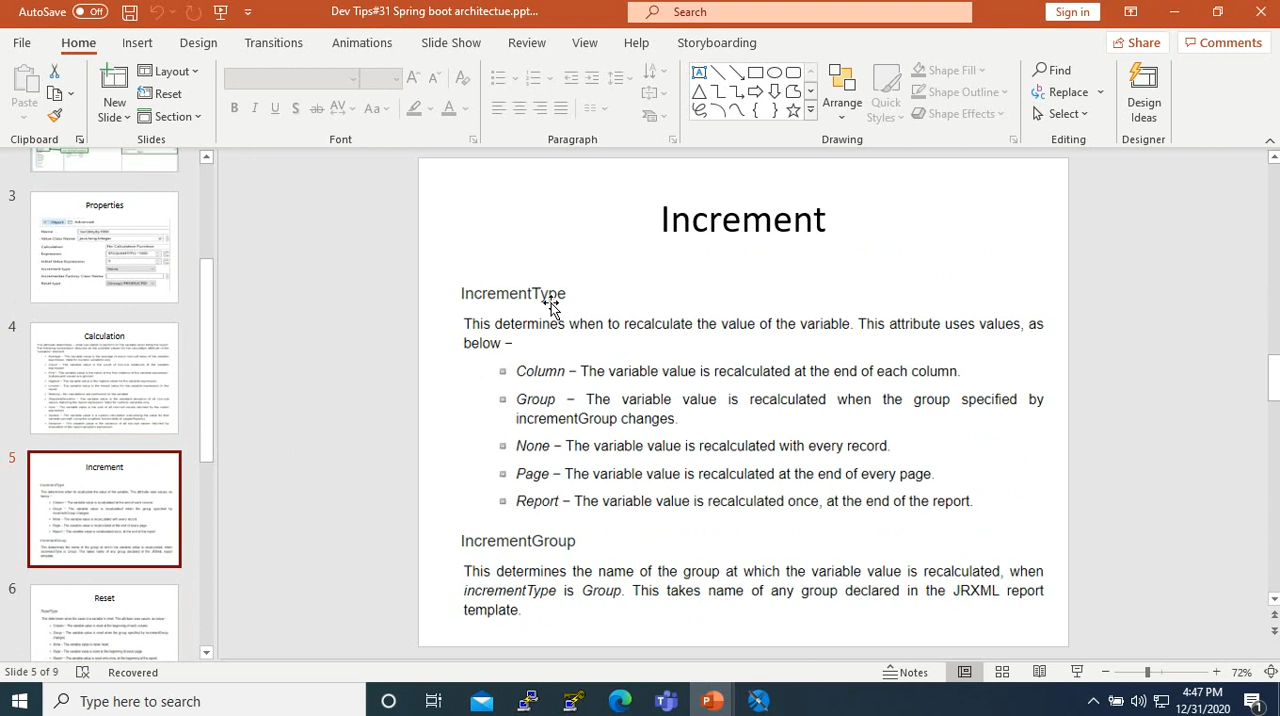 AutoSave Off
Dev Tips#31 Spring boot architectue.ppt...
Search
Sign in
File Home Insert Design Transitions Animations Slide Show Review View Help Storyboarding
Share Comments
Paste
Clipboard
New
Slide
Layout
Reset
Section
Slides
B I U S ab AV Aa A
Font
Paragraph
Arrange
Quick
Styles
Shape Fill
Shape Outline
Shape Effects
Drawing
Find
Replace
Select
Editing
Design
Ideas
Designer
3
Properties
4
Calculation
5
Increment
6
Reset
Increment
IncrementType
This determines when to recalculate the value of the variable. This attribute uses values, as
below −
Column − The variable value is recalculated at the end of each column.
Group − The variable value is recalculated when the group specified by
incrementGroup changes.
None − The variable value is recalculated with every record.
Page − The variable value is recalculated at the end of every page.
Report − The variable value is recalculated once, at the end of the report.
IncrementGroup
This determines the name of the group at which the variable value is recalculated, when
incrementType is Group. This takes name of any group declared in the JRXML report
template.
Slide 5 of 9
Recovered
Notes
72%
Type here to search
4:47 PM
12/31/2020
1